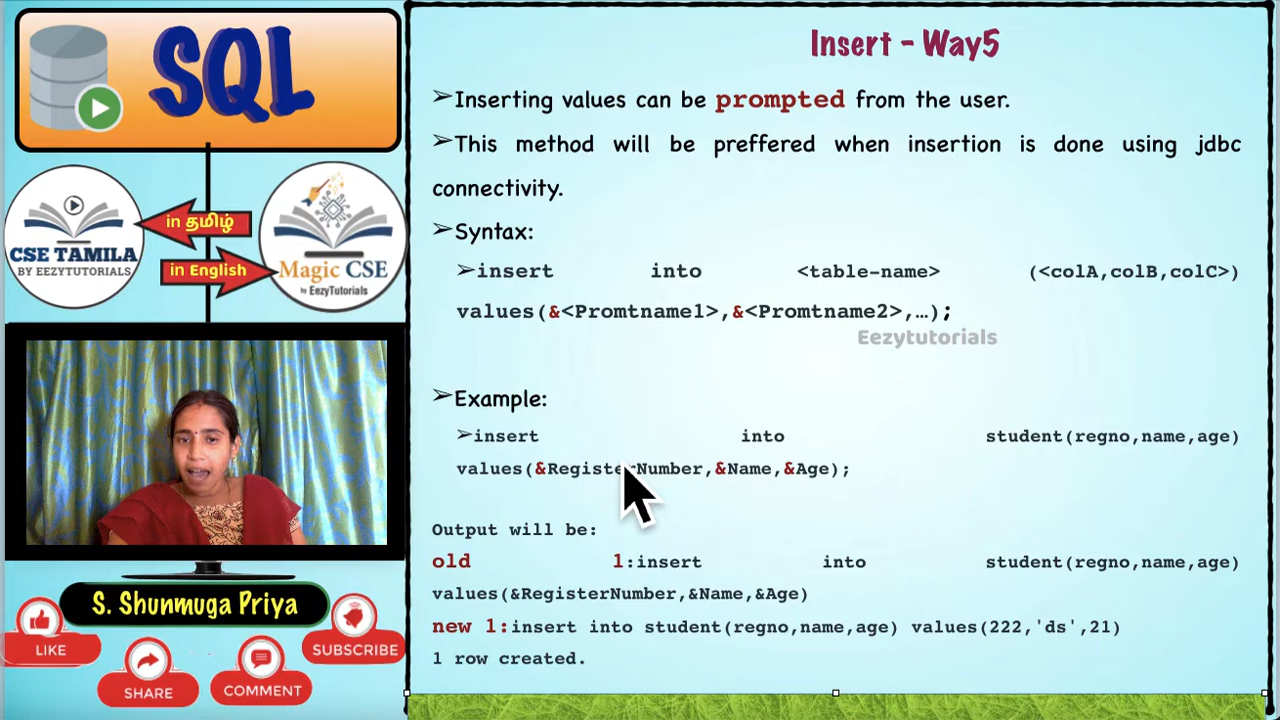 SQL
in தமிழ்
CSE TAMILA
BY EEZYTUTORIALS
in English
Magic CSE
by EezyTutorials
S. Shunmuga Priya
LIKE
SHARE
COMMENT
SUBSCRIBE
Insert - Way5
➢Inserting values can be prompted from the user.
➢This method will be preffered when insertion is done using jdbc
connectivity.
➢Syntax:
➢insert into <table-name> (<colA,colB,colC>)
values(&<Promtname1>,&<Promtname2>,…);
Eezytutorials
➢Example:
➢insert into student(regno,name,age)
values(&RegisterNumber,&Name,&Age);
Output will be:
old 1:insert into student(regno,name,age)
values(&RegisterNumber,&Name,&Age)
new 1:insert into student(regno,name,age) values(222,'ds',21)
1 row created.